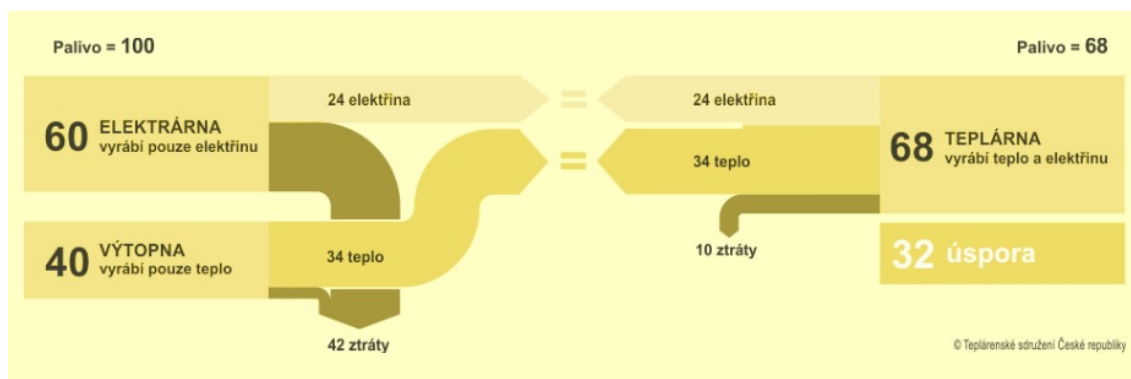 Palivo = 100
Palivo = 68
60 ELEKTRÁRNA
vyrábí pouze elektřinu
24 elektřina
=
24 elektřina
68 TEPLÁRNA
vyrábí teplo a elektřinu
=
34 teplo
40 VÝTOPNA
vyrábí pouze teplo
34 teplo
10 ztráty
32 úspora
42 ztráty
© Teplárenské sdružení České republiky